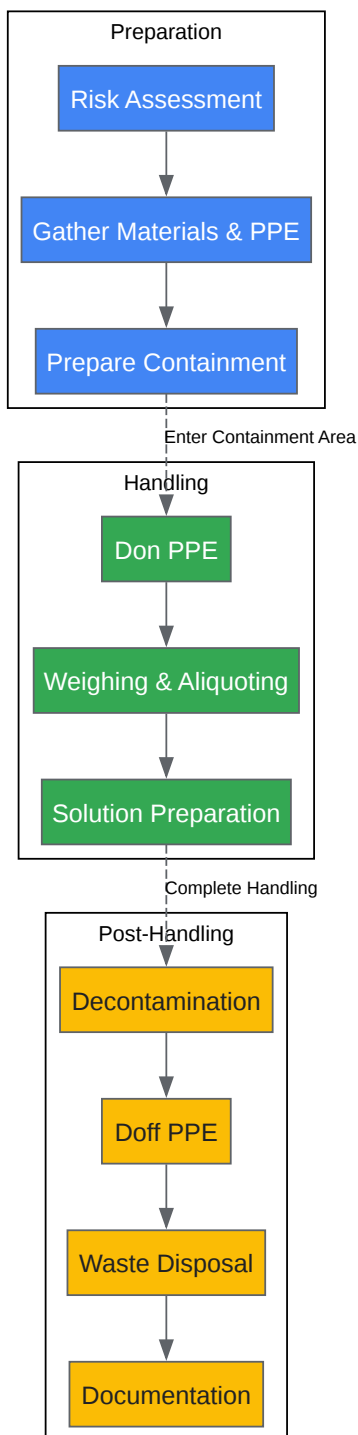 Preparation
Risk Assessment
Gather Materials & PPE
Prepare Containment
Enter Containment Area
Handling
Don PPE
Weighing & Aliquoting
Solution Preparation
Complete Handling
Post-Handling
Decontamination
Doff PPE
Waste Disposal
Documentation